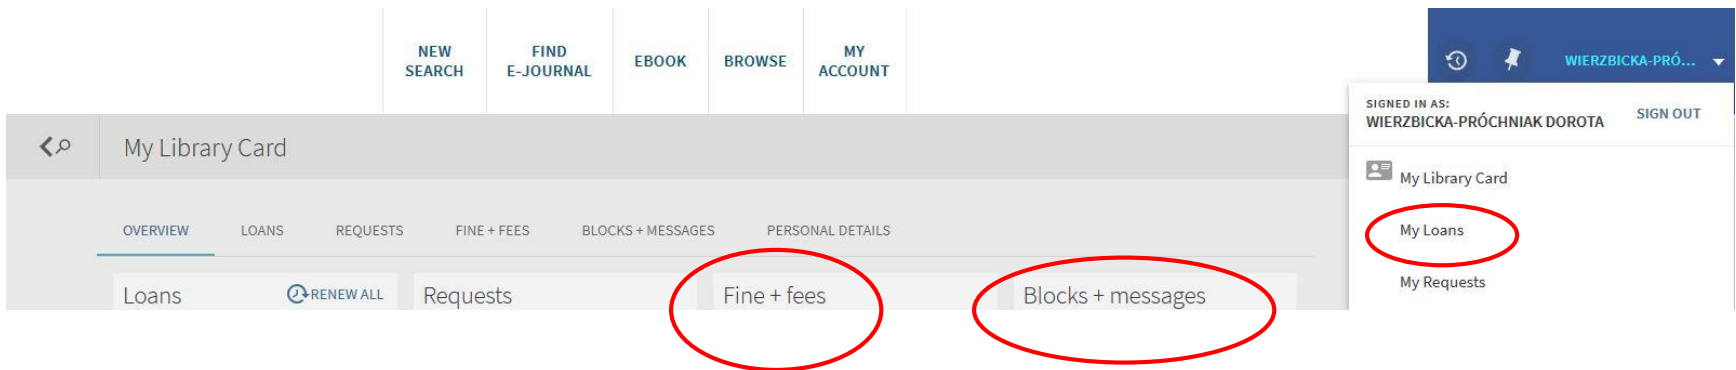 NEW
SEARCH
FIND
E-JOURNAL
EBOOK
BROWSE
MY
ACCOUNT
WIERZBICKA-PRÓ...
SIGNED IN AS:
WIERZBICKA-PRÓCHNIAK DOROTA
SIGN OUT
My Library Card
My Library Card
My Loans
My Requests
OVERVIEW LOANS REQUESTS FINE + FEES BLOCKS + MESSAGES PERSONAL DETAILS
Loans RENEW ALL Requests Fine + fees Blocks + messages